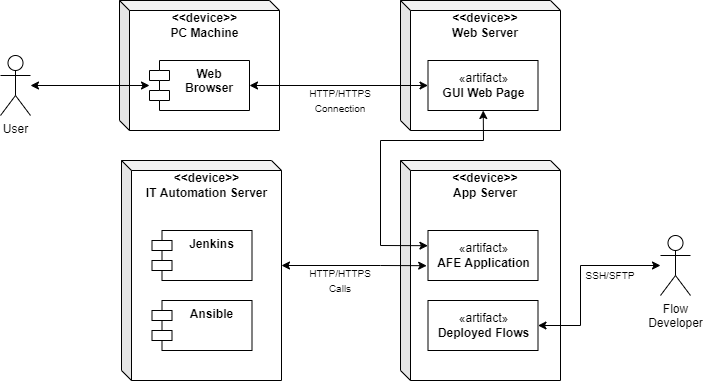 <<device>>
PC Machine
Web
Browser
<<device>>
Web Server
«artifact»
GUI Web Page
HTTP/HTTPS
Connection
User
<<device>>
IT Automation Server
Jenkins
Ansible
HTTP/HTTPS
Calls
<<device>>
App Server
«artifact»
AFE Application
«artifact»
Deployed Flows
SSH/SFTP
Flow
Developer